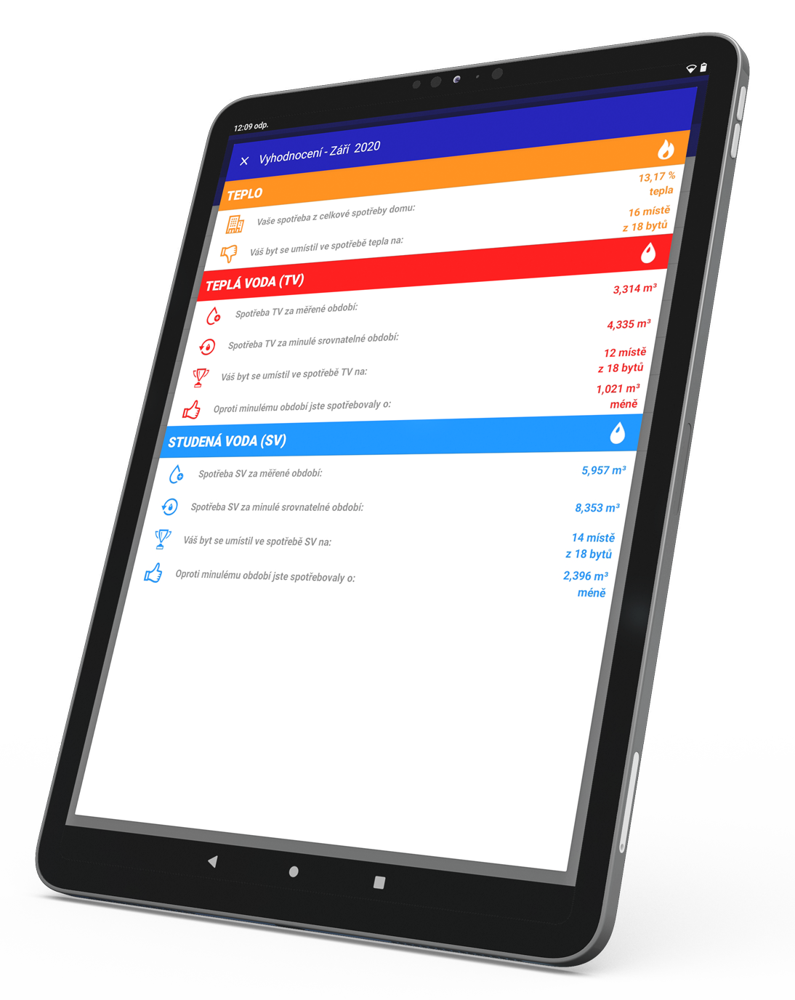 12:09 odp.
Vyhodnocení - Září 2020
TEPLO
Vaše spotřeba z celkové spotřeby domu:
13,17 %
tepla
Váš byt se umístil ve spotřebě tepla na:
16 místě
z 18 bytů
TEPLÁ VODA (TV)
Spotřeba TV za měřené období:
3,314 m³
Spotřeba TV za minulé srovnatelné období:
4,335 m³
Váš byt se umístil ve spotřebě TV na:
12 místě
z 18 bytů
Oproti minulému období jste spotřebovaly o:
1,021 m³
méně
STUDENÁ VODA (SV)
Spotřeba SV za měřené období:
5,957 m³
Spotřeba SV za minulé srovnatelné období:
8,353 m³
Váš byt se umístil ve spotřebě SV na:
14 místě
z 18 bytů
Oproti minulému období jste spotřebovaly o:
2,396 m³
méně